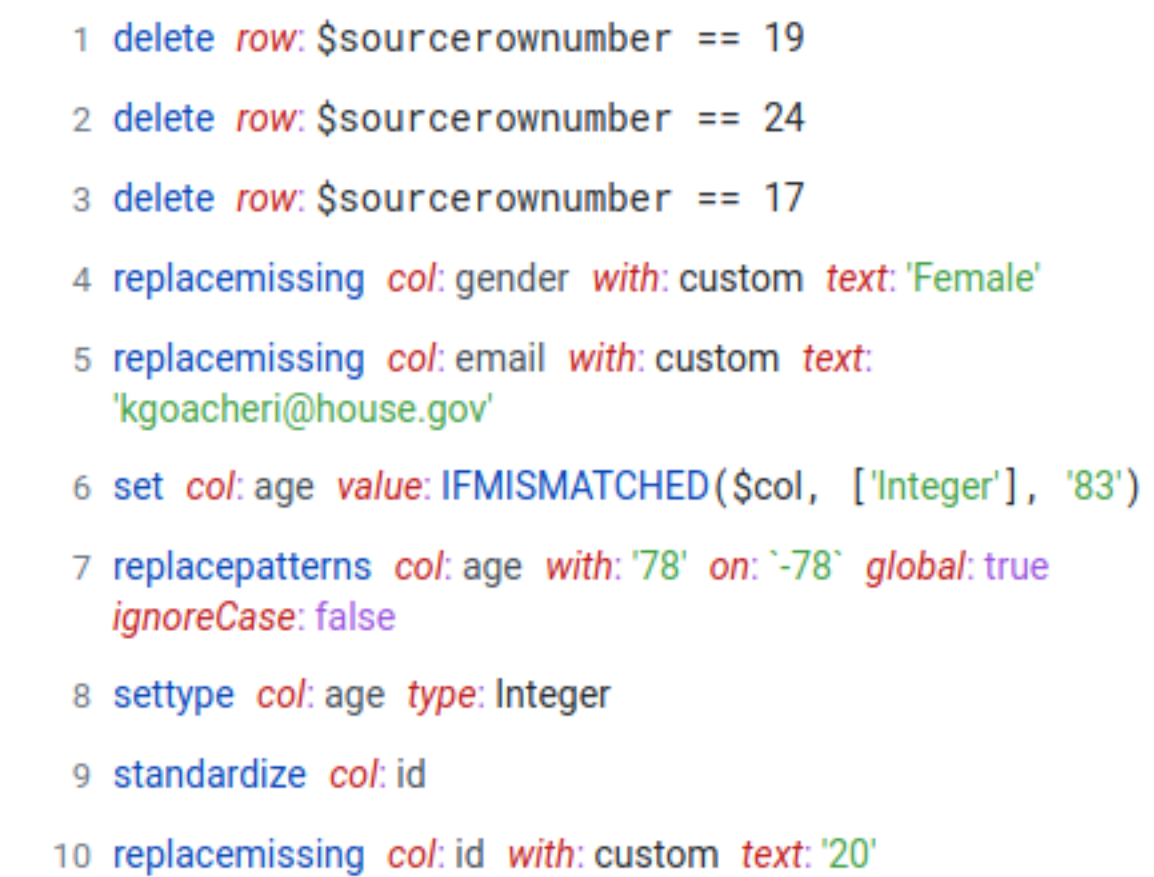 1 delete row: $sourcerownumber == 19
2 delete row: $sourcerownumber == 24
3 delete row: $sourcerownumber == 17
4 replacemissing col: gender with: custom text: 'Female'
5 replacemissing col: email with: custom text:
'kgoacheri@house.gov'
6 set col: age value: IFMISMATCHED($col, ['Integer'], '83')
7 replacepatterns col: age with: '78' on: `-78` global: true
ignoreCase: false
8 settype col: age type: Integer
9 standardize col: id
10 replacemissing col: id with: custom text: '20'